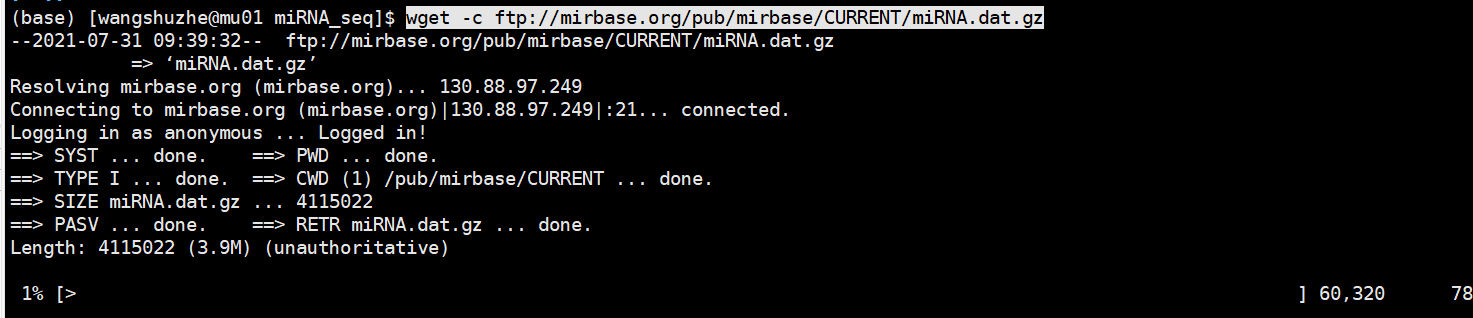 (base) [wangshuzhe@mu01 miRNA_seq]$ wget -c ftp://mirbase.org/pub/mirbase/CURRENT/miRNA.dat.gz
--2021-07-31 09:39:32-- ftp://mirbase.org/pub/mirbase/CURRENT/miRNA.dat.gz
=> ‘miRNA.dat.gz’
Resolving mirbase.org (mirbase.org)... 130.88.97.249
Connecting to mirbase.org (mirbase.org)|130.88.97.249|:21... connected.
Logging in as anonymous ... Logged in!
==> SYST ... done. ==> PWD ... done.
==> TYPE I ... done. ==> CWD (1) /pub/mirbase/CURRENT ... done.
==> SIZE miRNA.dat.gz ... 4115022
==> PASV ... done. ==> RETR miRNA.dat.gz ... done.
Length: 4115022 (3.9M) (unauthoritative)
1% [> ] 60,320 78